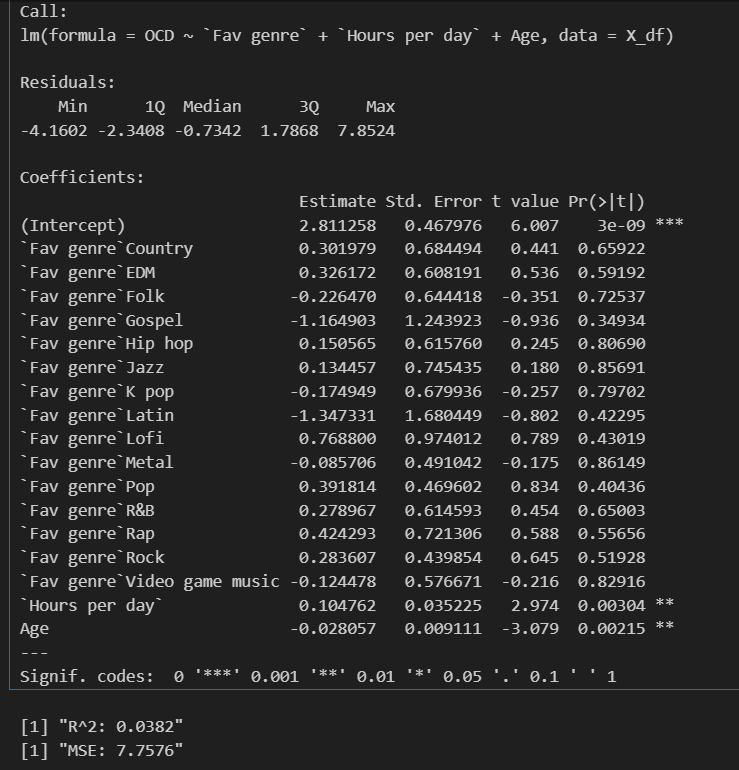 Call:
lm(formula = OCD ~ `Fav genre` + `Hours per day` + Age, data = X_df)
Residuals:
Min 1Q Median 3Q Max
-4.1602 -2.3408 -0.7342 1.7868 7.8524
Coefficients:
Estimate Std. Error t value Pr(>|t|)
(Intercept) 2.811258 0.467976 6.007 3e-09 ***
`Fav genre`Country 0.301979 0.684494 0.441 0.65922
`Fav genre`EDM 0.326172 0.608191 0.536 0.59192
`Fav genre`Folk -0.226470 0.644418 -0.351 0.72537
`Fav genre`Gospel -1.164903 1.243923 -0.936 0.34934
`Fav genre`Hip hop 0.150565 0.615760 0.245 0.80690
`Fav genre`Jazz 0.134457 0.745435 0.180 0.85691
`Fav genre`K pop -0.174949 0.679936 -0.257 0.79702
`Fav genre`Latin -1.347331 1.680449 -0.802 0.42295
`Fav genre`Lofi 0.768800 0.974012 0.789 0.43019
`Fav genre`Metal -0.085706 0.491042 -0.175 0.86149
`Fav genre`Pop 0.391814 0.469602 0.834 0.40436
`Fav genre`R&B 0.278967 0.614593 0.454 0.65003
`Fav genre`Rap 0.424293 0.721306 0.588 0.55656
`Fav genre`Rock 0.283607 0.439854 0.645 0.51928
`Fav genre`Video game music -0.124478 0.576671 -0.216 0.82916
`Hours per day` 0.104762 0.035225 2.974 0.00304 **
Age -0.028057 0.009111 -3.079 0.00215 **
---
Signif. codes: 0 '***' 0.001 '**' 0.01 '*' 0.05 '.' 0.1 ' ' 1
[1] "R^2: 0.0382"
[1] "MSE: 7.7576"